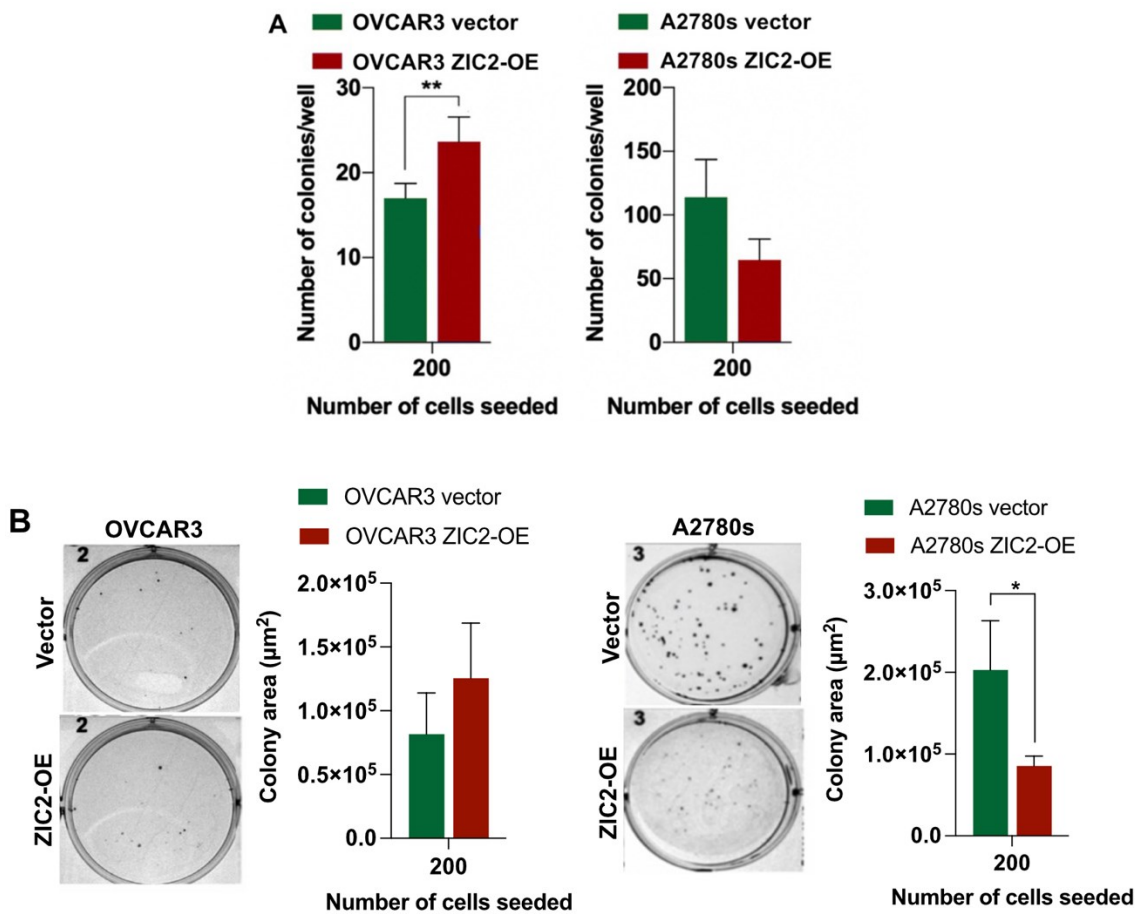 A
OVCAR3 vector
OVCAR3 ZIC2-OE
Number of colonies/well
30
20
10
0
**
200
Number of cells seeded
A2780s vector
A2780s ZIC2-OE
Number of colonies/well
200
150
100
50
0
200
Number of cells seeded
B
OVCAR3
Vector
2
ZIC2-OE
2
OVCAR3 vector
OVCAR3 ZIC2-OE
Colony area (µm²)
2.0×10⁵
1.5×10⁵
1.0×10⁵
0.5×10⁵
0.0
200
Number of cells seeded
A2780s
Vector
3
ZIC2-OE
3
A2780s vector
A2780s ZIC2-OE
Colony area (µm²)
3.0×10⁵
2.0×10⁵
1.0×10⁵
0.0
*
200
Number of cells seeded